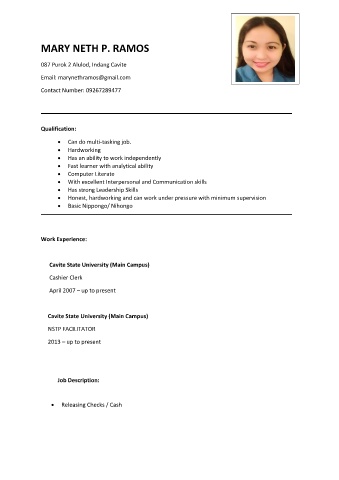 MARY NETH P. RAMOS
087 Purok 2 Alulod, Indang Cavite
Email: marynethramos@gmail.com
Contact Number: 09267289477
Qualification:
• Can do multi-tasking job.
• Hardworking
• Has an ability to work independently
• Fast learner with analytical ability
• Computer Literate
• With excellent Interpersonal and Communication skills
• Has strong Leadership Skills
• Honest, hardworking and can work under pressure with minimum supervision
• Basic Nippongo/ Nihongo
Work Experience:
Cavite State University (Main Campus)
Cashier Clerk
April 2007 – up to present
Cavite State University (Main Campus)
NSTP FACILITATOR
2013 – up to present
Job Description:
• Releasing Checks / Cash